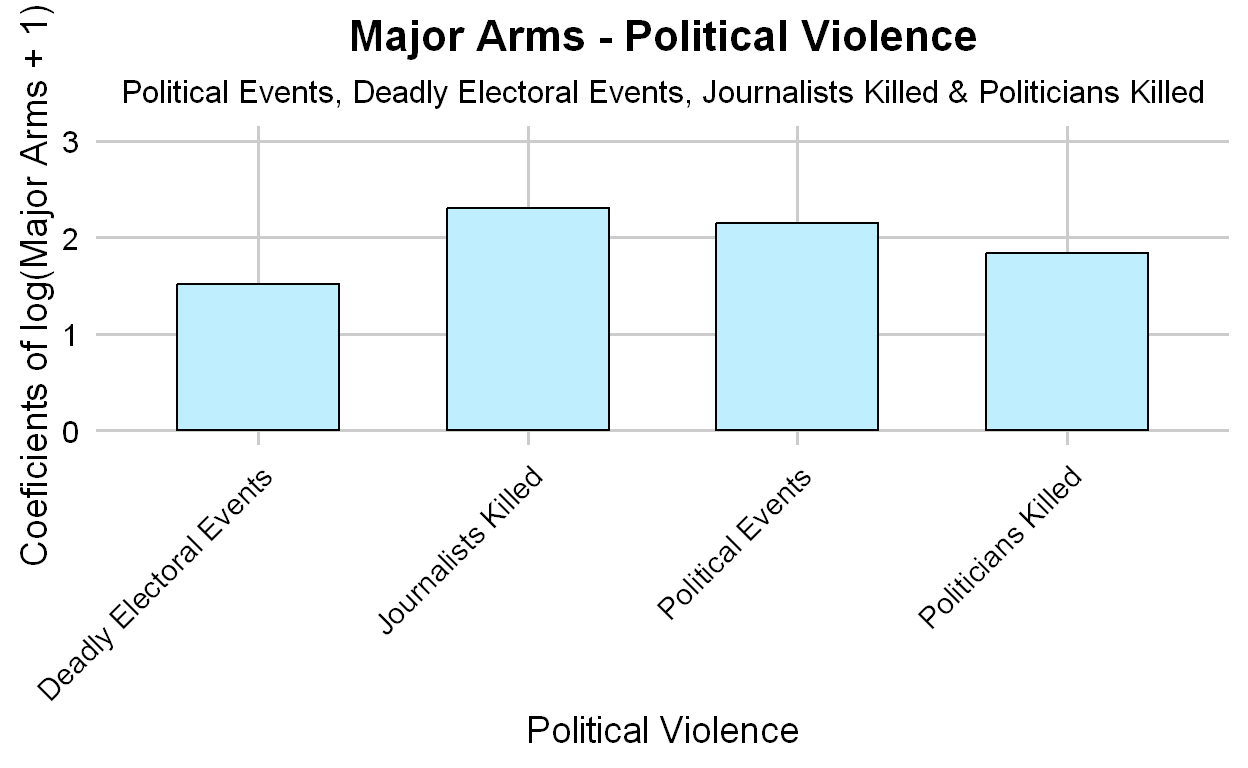 Major Arms - Political Violence
Political Events, Deadly Electoral Events, Journalists Killed & Politicians Killed
Coeficients of log(Major Arms + 1)
3
2
1
0
Deadly Electoral Events
Journalists Killed
Political Events
Politicians Killed
Political Violence